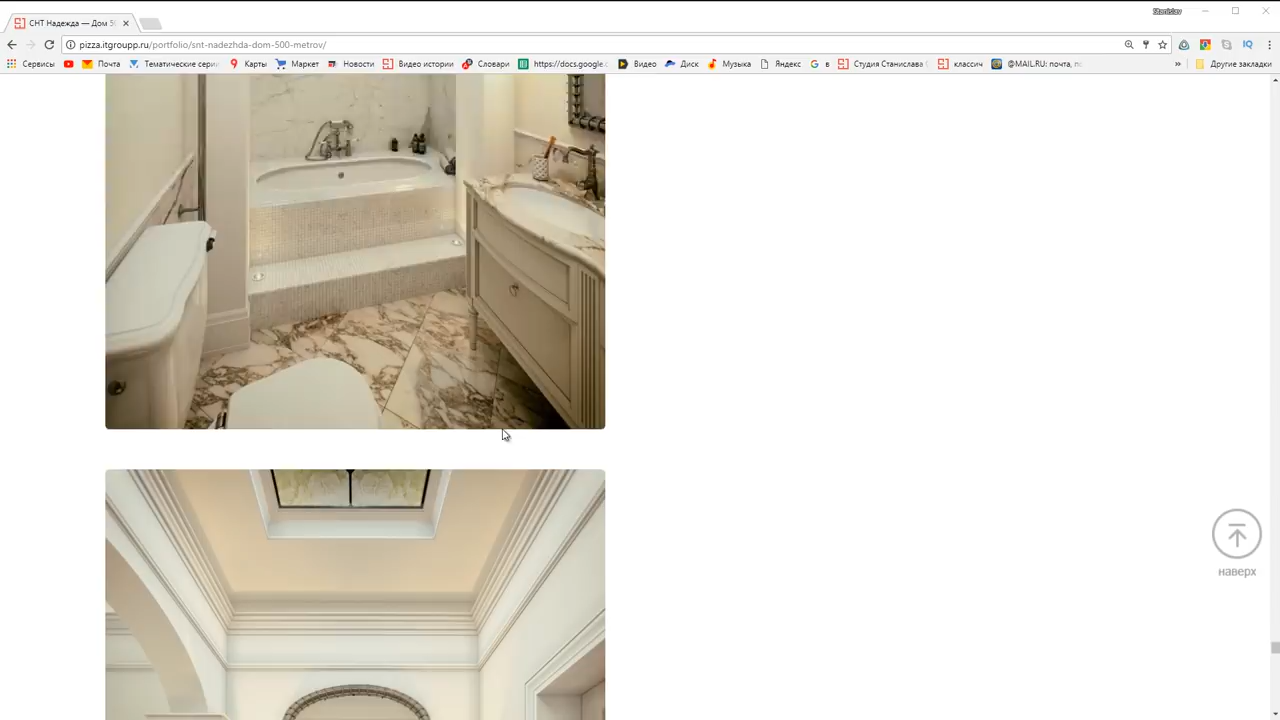 Stanislav
СНТ Надежда — Дом 5
pizza.itgroupp.ru/portfolio/snt-nadezhda-dom-500-metrov/
Сервисы Почта Тематические сери Карты Маркет Новости Видео истории Словари https://docs.google.c Видео Диск Музыка Яндекс G в Студия Станислава классич @MAIL.RU: почта, по » Другие закладки
IQ
наверх